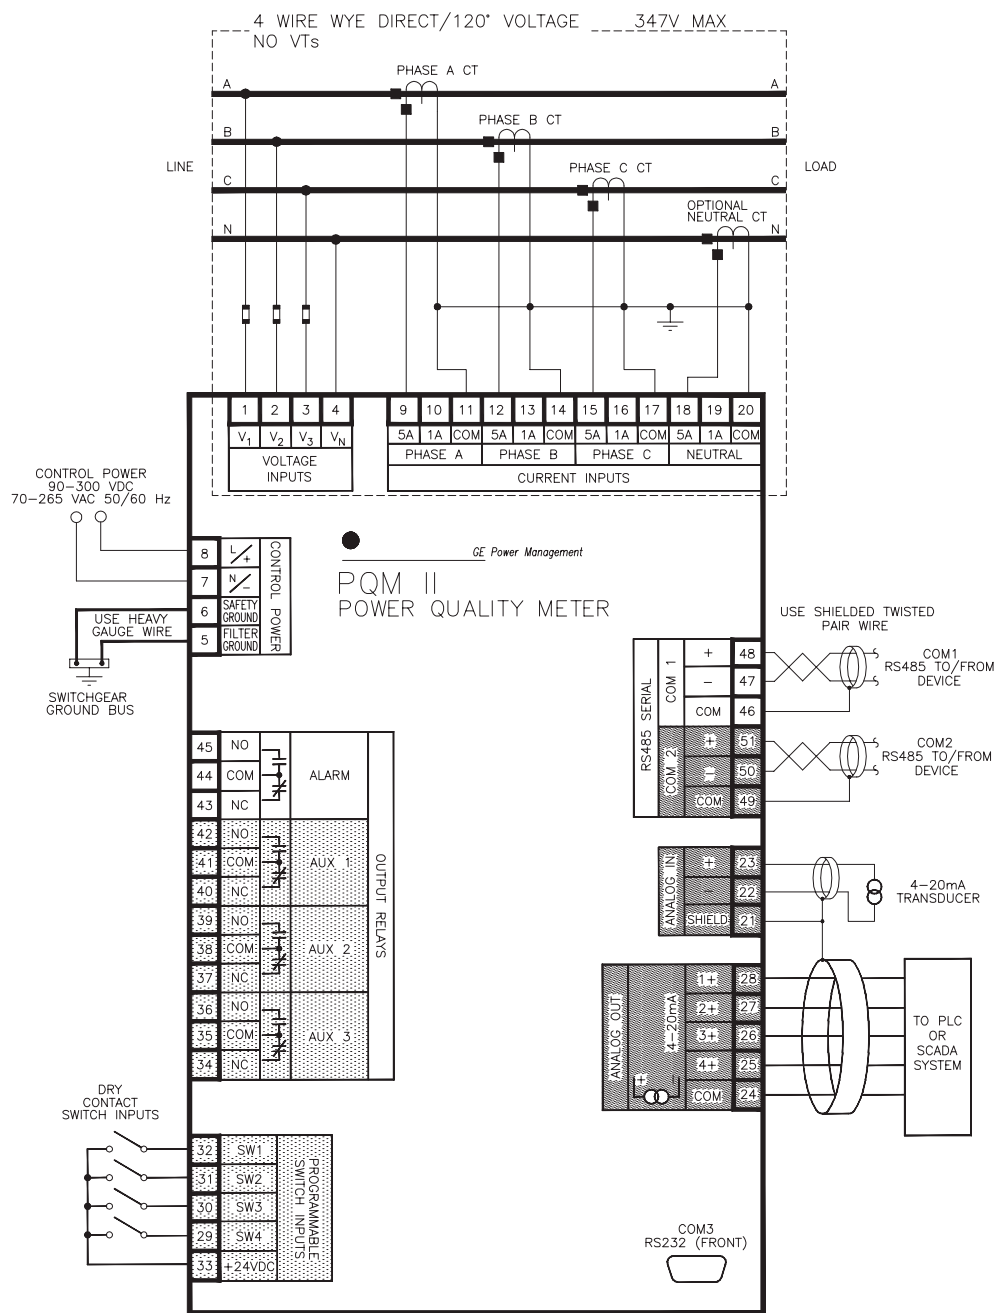 4 WIRE WYE DIRECT/120° VOLTAGE 347V MAX
NO VTs
PHASE A CT
A A
PHASE B CT
B B
LINE
PHASE C CT
LOAD
C C
OPTIONAL
NEUTRAL CT
N N
1 2 3 4 9 10 11 12 13 14 15 16 17 18 19 20
V1 V2 V3 VN 5A 1A COM 5A 1A COM 5A 1A COM 5A 1A COM
PHASE A PHASE B PHASE C NEUTRAL
VOLTAGE
INPUTS
CURRENT INPUTS
CONTROL POWER
90-300 VDC
70-265 VAC 50/60 Hz
8 L/+
7 N/-
6 SAFETY
GROUND
5 FILTER
GROUND
CONTROL POWER
USE HEAVY
GAUGE WIRE
SWITCHGEAR
GROUND BUS
GE Power Management
PQM II
POWER QUALITY METER
USE SHIELDED TWISTED
PAIR WIRE
RS485 SERIAL
COM 1
+ 48
- 47
COM 46
COM1
RS485 TO/FROM
DEVICE
COM 2
+ 51
- 50
COM 49
COM2
RS485 TO/FROM
DEVICE
45 NO
44 COM
43 NC
ALARM
42 NO
41 COM
40 NC
AUX 1
39 NO
38 COM
37 NC
AUX 2
36 NO
35 COM
34 NC
AUX 3
OUTPUT RELAYS
ANALOG IN
+ 23
- 22
SHIELD 21
4-20mA
TRANSDUCER
ANALOG OUT
4-20mA
+ -
1+ 28
2+ 27
3+ 26
4+ 25
COM 24
TO PLC
OR
SCADA
SYSTEM
DRY
CONTACT
SWITCH INPUTS
32 SW1
31 SW2
30 SW3
29 SW4
33 +24VDC
PROGRAMMABLE
SWITCH INPUTS
COM3
RS232 (FRONT)